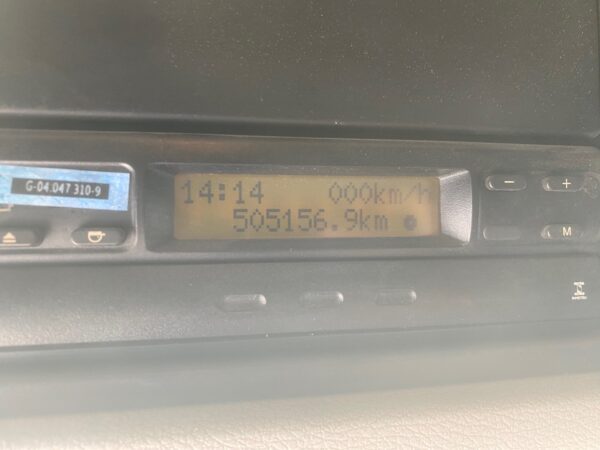 G-04.047 310-9
14:14 000km/h
505156.9km
− +
M